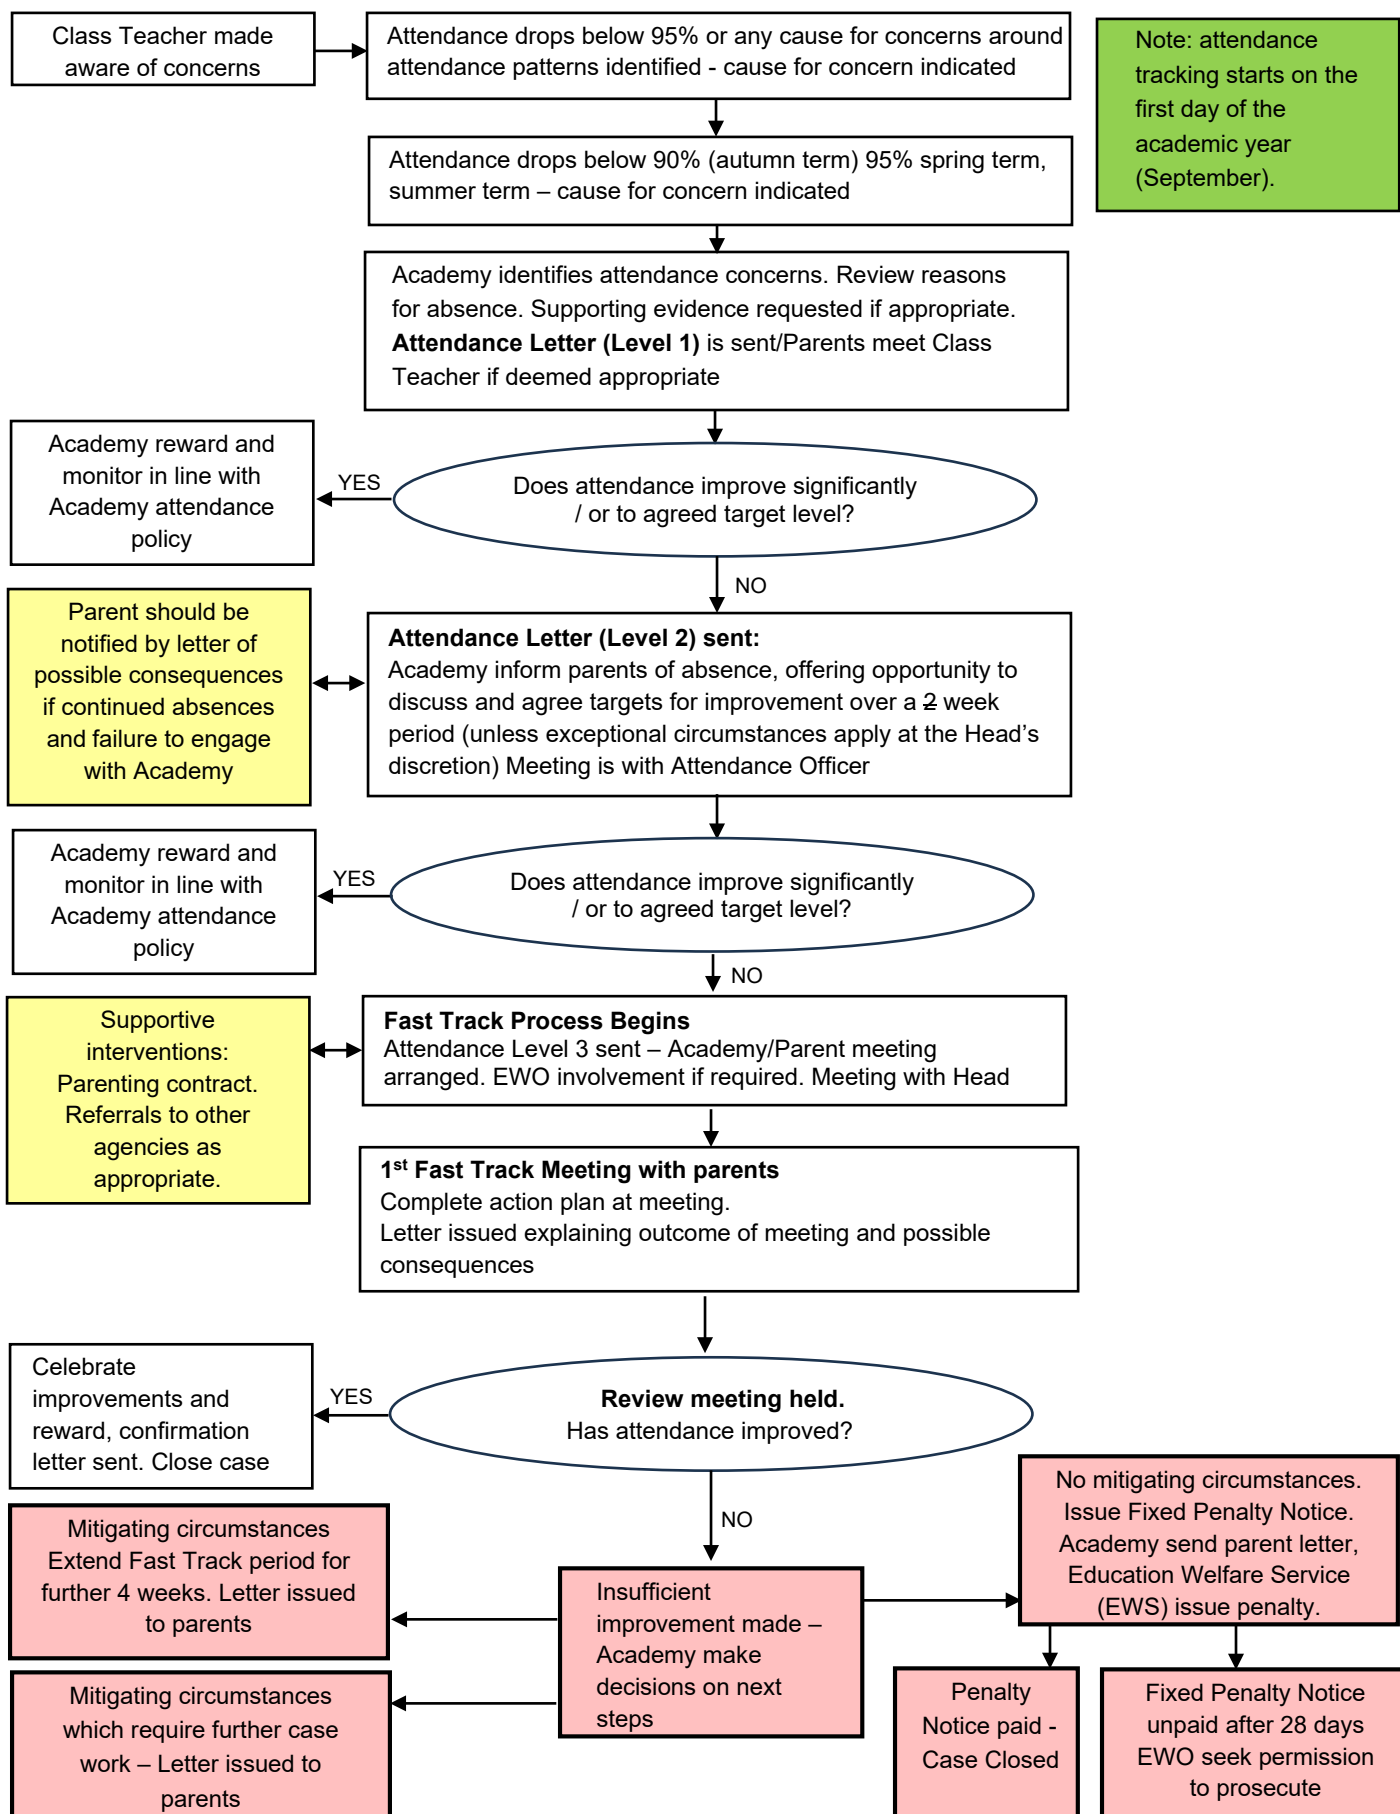 Class Teacher made
aware of concerns
Attendance drops below 95% or any cause for concerns around
attendance patterns identified - cause for concern indicated
Note: attendance
tracking starts on the
first day of the
academic year
(September).
Attendance drops below 90% (autumn term) 95% spring term,
summer term – cause for concern indicated
Academy identifies attendance concerns. Review reasons
for absence. Supporting evidence requested if appropriate.
Attendance Letter (Level 1) is sent/Parents meet Class
Teacher if deemed appropriate
Academy reward and
monitor in line with
Academy attendance
policy
YES
Does attendance improve significantly
/ or to agreed target level?
NO
Parent should be
notified by letter of
possible consequences
if continued absences
and failure to engage
with Academy
Attendance Letter (Level 2) sent:
Academy inform parents of absence, offering opportunity to
discuss and agree targets for improvement over a 2 week
period (unless exceptional circumstances apply at the Head’s
discretion) Meeting is with Attendance Officer
Academy reward and
monitor in line with
Academy attendance
policy
YES
Does attendance improve significantly
/ or to agreed target level?
NO
Supportive
interventions:
Parenting contract.
Referrals to other
agencies as
appropriate.
Fast Track Process Begins
Attendance Level 3 sent – Academy/Parent meeting
arranged. EWO involvement if required. Meeting with Head
1st Fast Track Meeting with parents
Complete action plan at meeting.
Letter issued explaining outcome of meeting and possible
consequences
Celebrate
improvements and
reward, confirmation
letter sent. Close case
YES
Review meeting held.
Has attendance improved?
NO
Mitigating circumstances
Extend Fast Track period for
further 4 weeks. Letter issued
to parents
Mitigating circumstances
which require further case
work – Letter issued to
parents
Insufficient
improvement made –
Academy make
decisions on next
steps
No mitigating circumstances.
Issue Fixed Penalty Notice.
Academy send parent letter,
Education Welfare Service
(EWS) issue penalty.
Penalty
Notice paid -
Case Closed
Fixed Penalty Notice
unpaid after 28 days
EWO seek permission
to prosecute